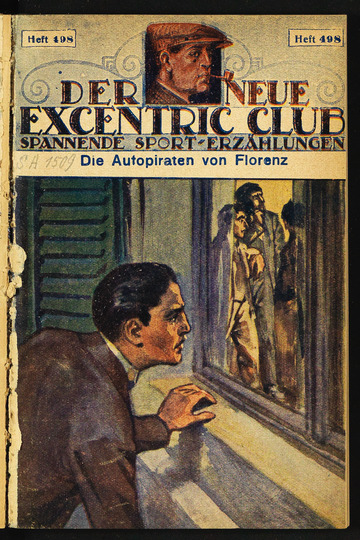 Heft 498
Heft 498
DER NEUE
EXCENTRIC CLUB
SPANNENDE SPORT-ERZÄHLUNGEN
S.A 1509
Die Autopiraten von Florenz